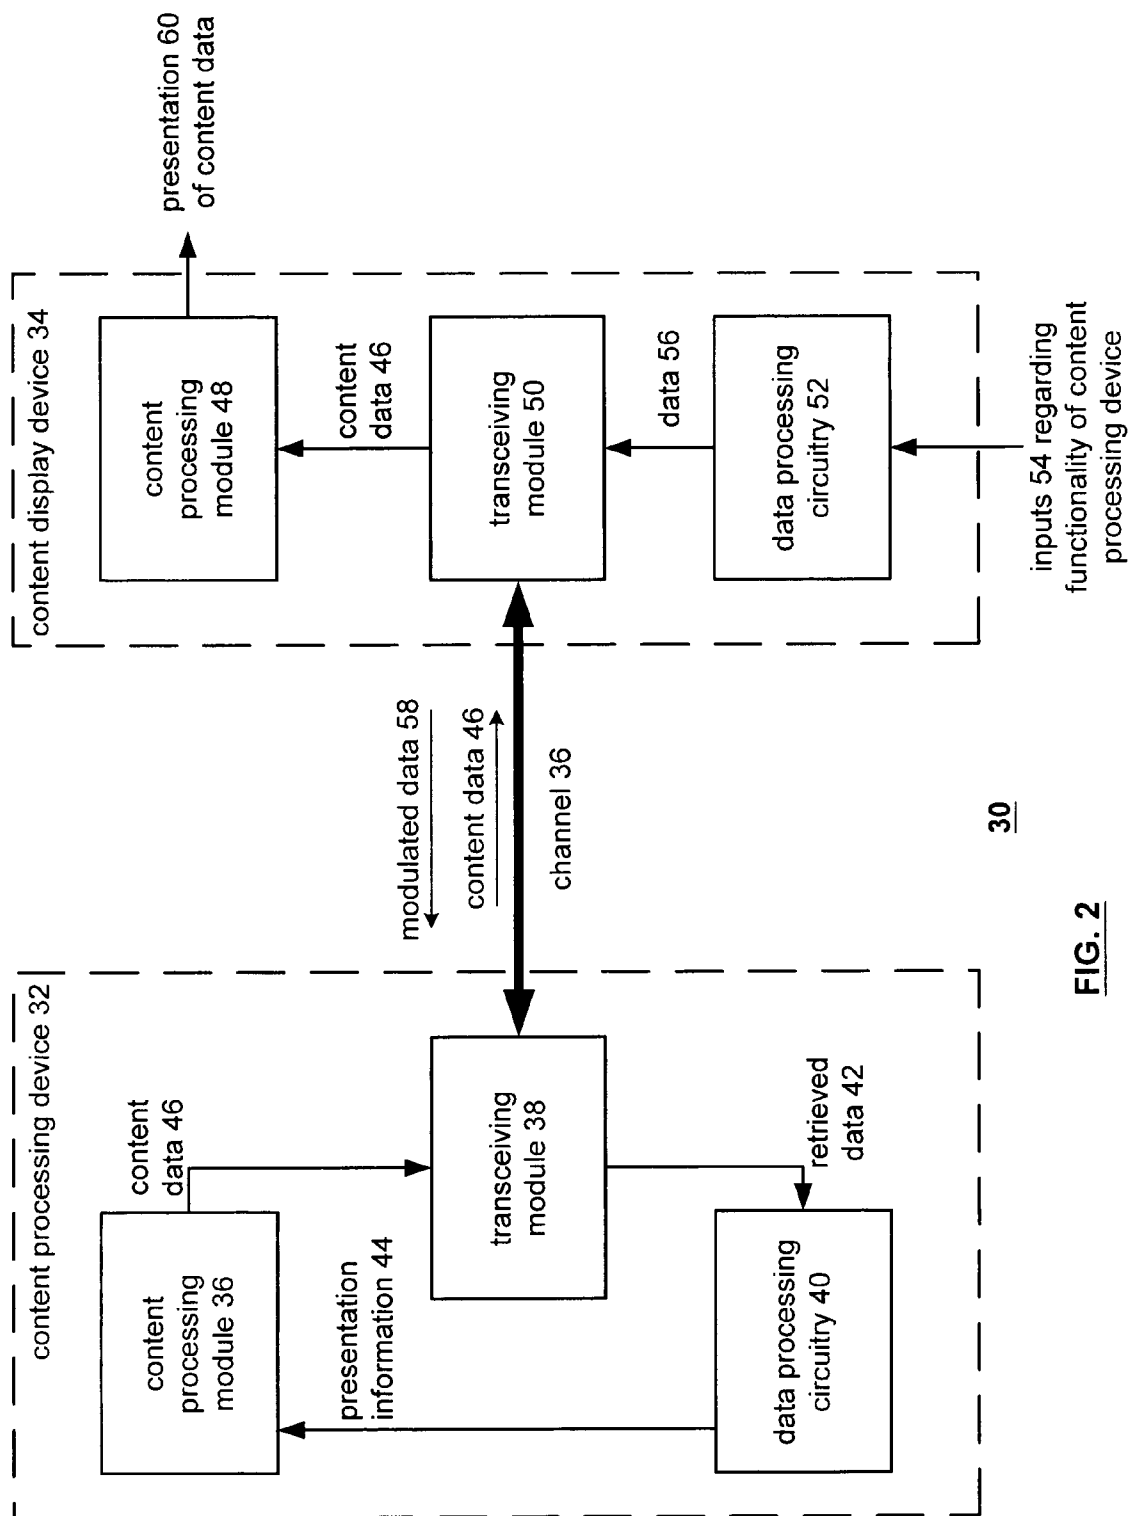 content processing device 32
content
processing
module 36
content
data 46
presentation
information 44
transceiving
module 38
data processing
circuitry 40
retrieved
data 42
modulated data 58
content data 46
channel 36
content display device 34
content
processing
module 48
presentation 60
of content data
content
data 46
transceiving
module 50
data 56
data processing
circuitry 52
inputs 54 regarding
functionality of content
processing device
30
FIG. 2